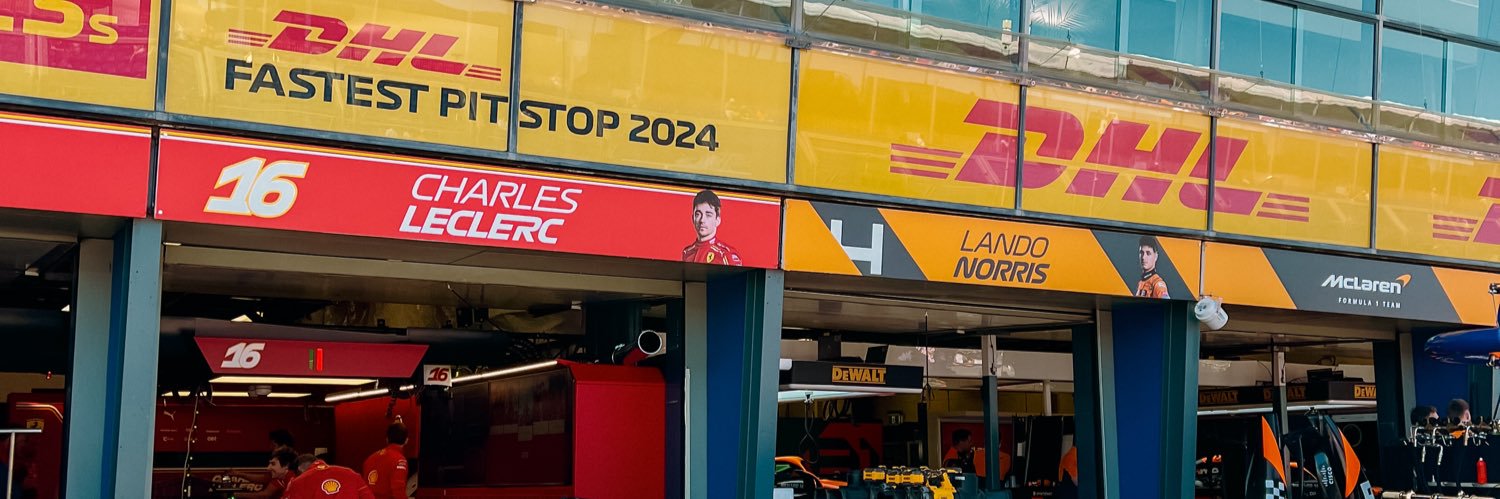 DHL
FASTEST PIT STOP 2024
DHL
16
CHARLES
LECLERC
LANDO
NORRIS
McLaren
FORMULA 1 TEAM
16
16
DEWALT
DEWALT
DEWALT